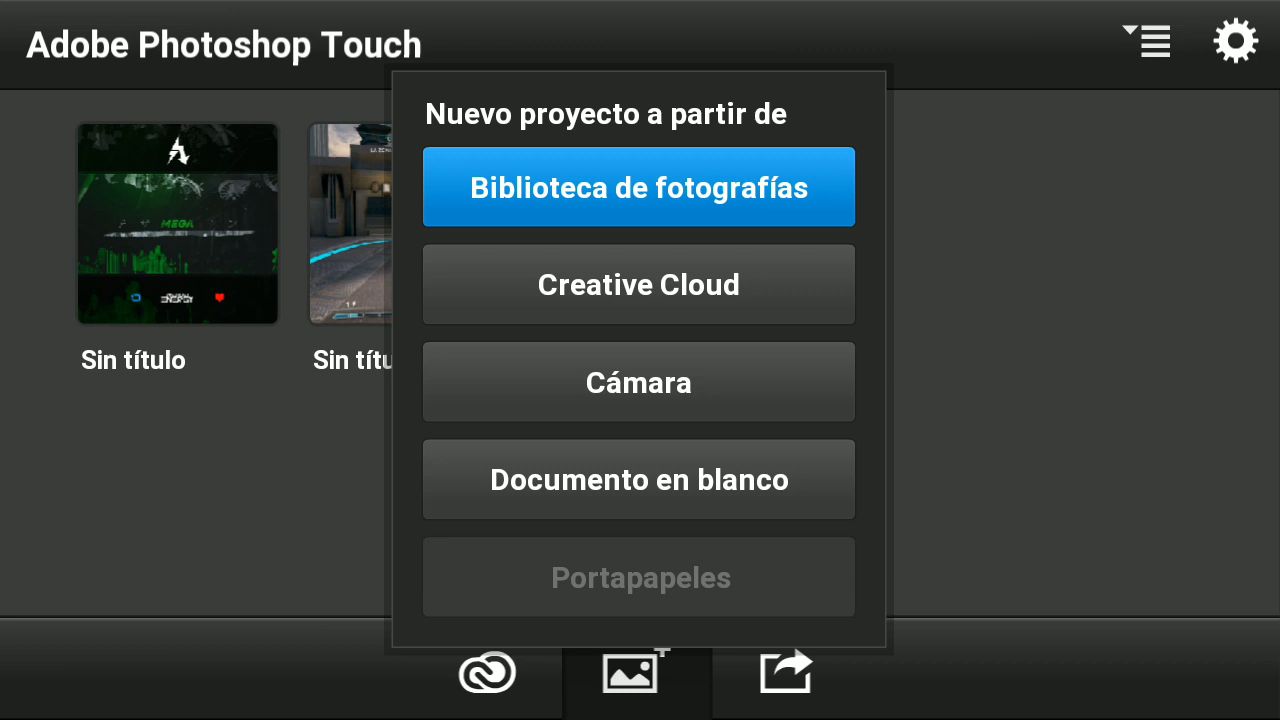 Adobe Photoshop Touch
Nuevo proyecto a partir de
Biblioteca de fotografías
Creative Cloud
Cámara
Documento en blanco
Portapapeles
MEGA
Sin título
Sin títu